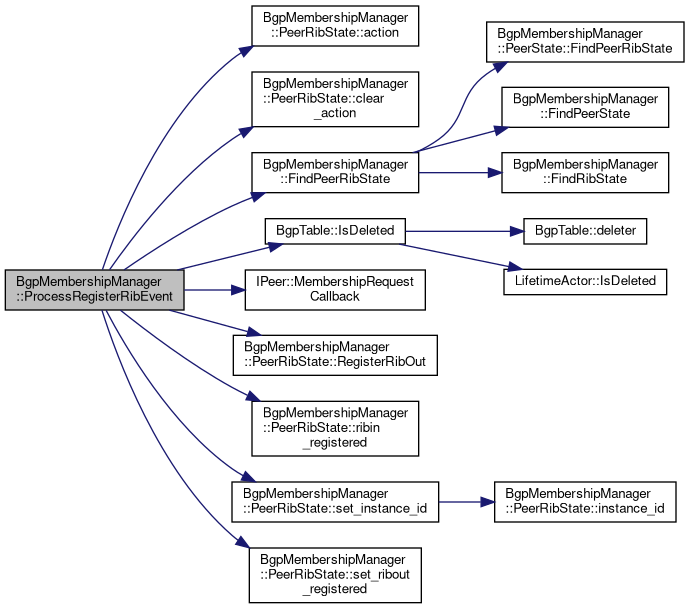 BgpMembershipManager
::ProcessRegisterRibEvent
BgpMembershipManager
::PeerRibState::action
BgpMembershipManager
::PeerRibState::clear
_action
BgpMembershipManager
::FindPeerRibState
BgpMembershipManager
::PeerState::FindPeerRibState
BgpMembershipManager
::FindPeerState
BgpMembershipManager
::FindRibState
BgpTable::IsDeleted
BgpTable::deleter
LifetimeActor::IsDeleted
IPeer::MembershipRequest
Callback
BgpMembershipManager
::PeerRibState::RegisterRibOut
BgpMembershipManager
::PeerRibState::ribin
_registered
BgpMembershipManager
::PeerRibState::set_instance_id
BgpMembershipManager
::PeerRibState::instance_id
BgpMembershipManager
::PeerRibState::set_ribout
_registered